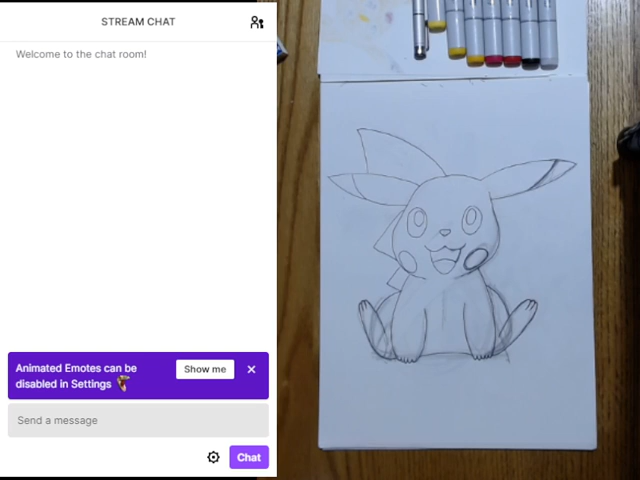 STREAM CHAT
Welcome to the chat room!
Animated Emotes can be
disabled in Settings
Show me
Send a message
Chat